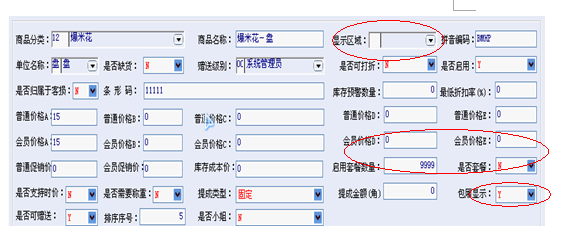 商品分类: 12 爆米花 商品名称: 爆米花-盘 显示区域: 拼音编码: BMHP
单位名称: 盘 盘 是否缺货: N 赠送级别: OC 系统管理员 是否可打折: N 是否启用: Y
是否归属于客损: N 条 形 码: 11111 库存预警数量: 0 最低折扣率(%): 0
普通价格A: 15 普通价格B: 0 普通价格C: 0 普通价格D: 0 普通价格E: 0
会员价格A: 15 会员价格B: 0 会员价格C: 0 会员价格D: 0 会员价格E: 0
普通促销价 0 会员促销价: 0 库存成本价: 0 启用套餐数量: 9999 是否套餐: N
是否支持时价: N 是否需要称重: N 提成类型: 固定 提成金额(角) 0 包厢显示: Y
是否可赠送: Y 排序序号: 5 是否小组: N